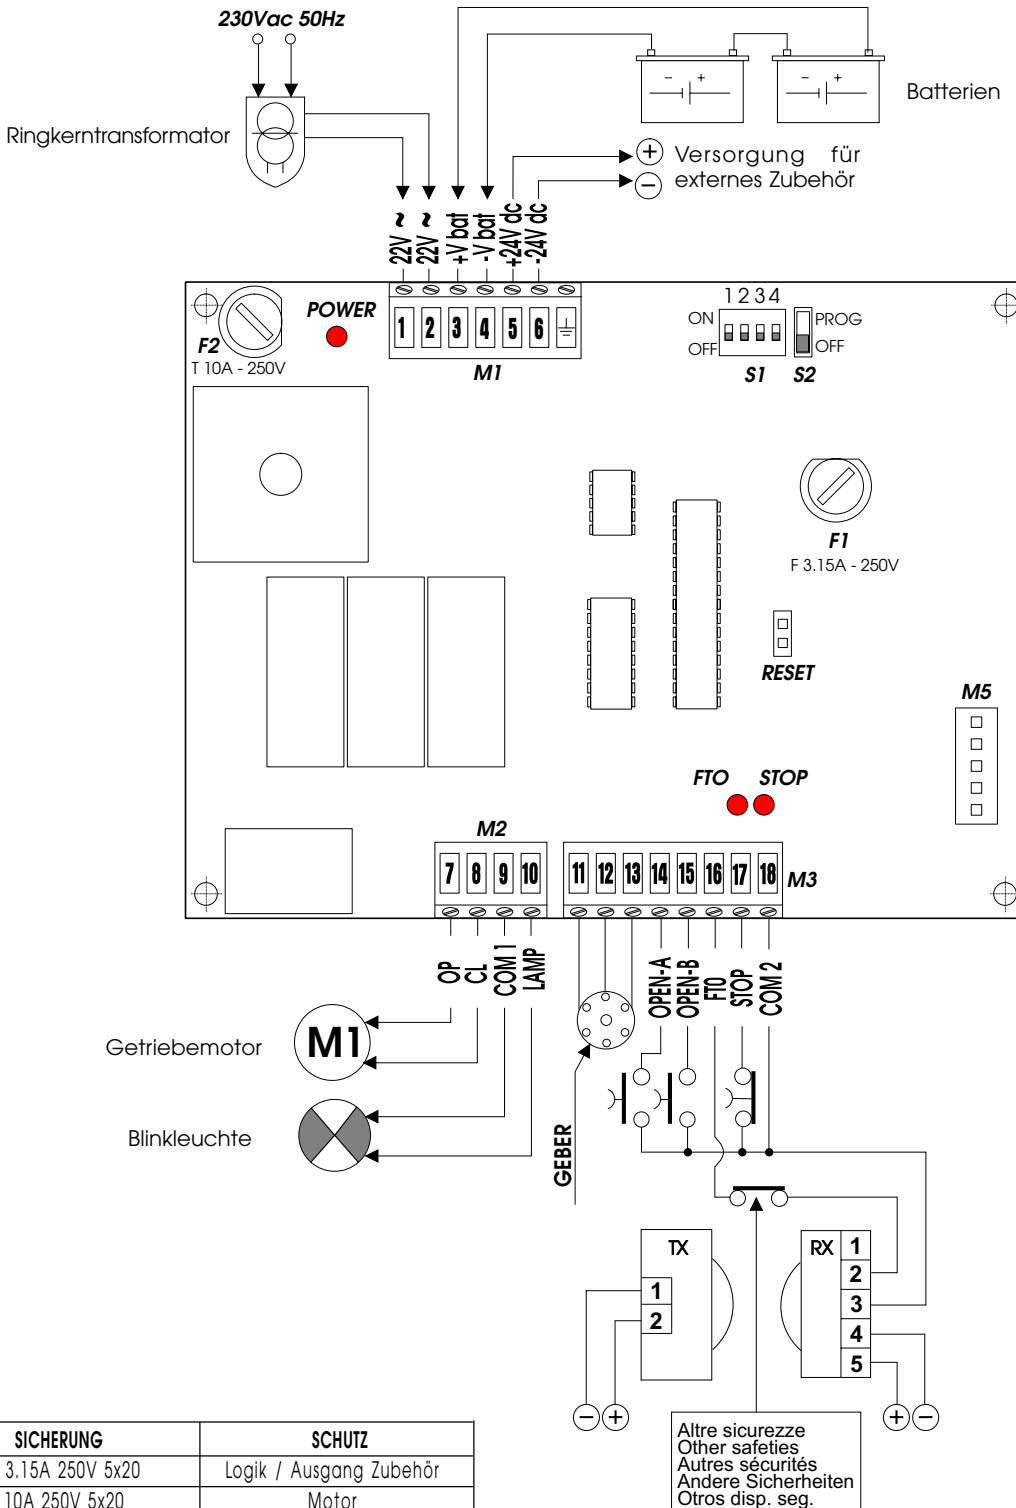 230Vac 50Hz
Ringkerntransformator
Batterien
- +
- +
+ Versorgung für
- externes Zubehör
22V ~
22V ~
+V bat
-V bat
+24V dc
-24V dc
1 2 3 4 5 6
M1
POWER
F2
T 10A - 250V
1 2 3 4
ON
OFF
S1
PROG
OFF
S2
F1
F 3.15A - 250V
RESET
M5
FTO STOP
M2
7 8 9 10
11 12 13 14 15 16 17 18
M3
OP
CL
COM 1
LAMP
OPEN-A
OPEN-B
FTO
STOP
COM 2
Getriebemotor
M1
Blinkleuchte
GEBER
TX
1
2
RX
1
2
3
4
5
- +
+ -
Altre sicurezze
Other safeties
Autres sécurités
Andere Sicherheiten
Otros disp. seg.
SICHERUNG SCHUTZ
3.15A 250V 5x20 Logik / Ausgang Zubehör
10A 250V 5x20 Motor